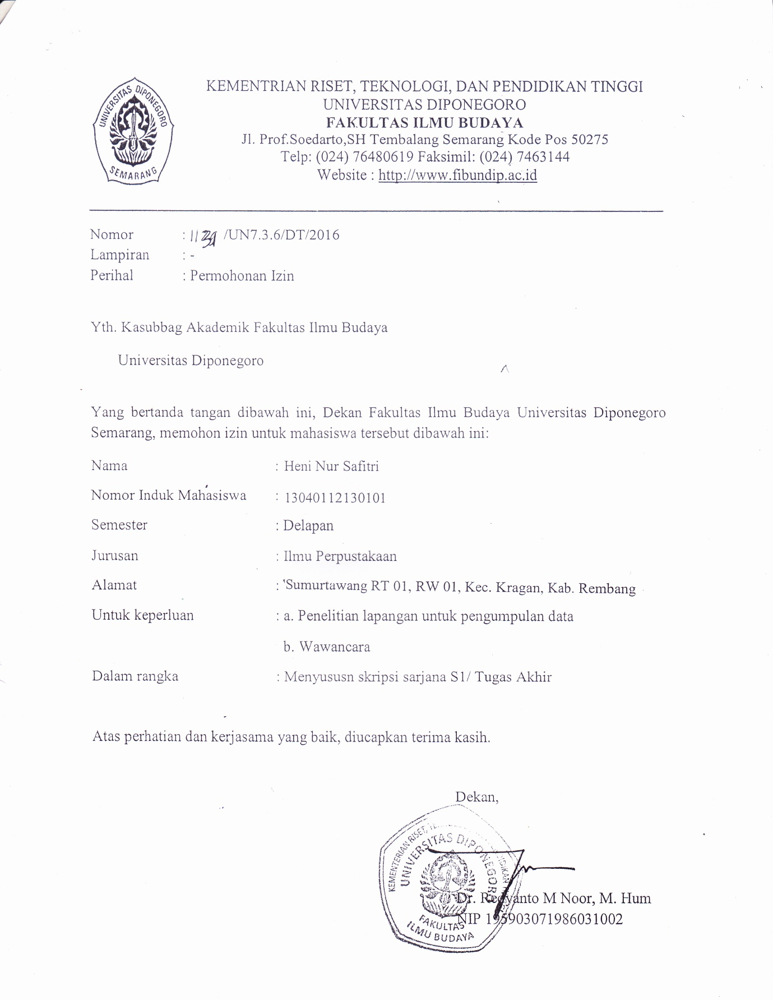 UNIVERSITAS DIPONEGORO
SEMARANG
KEMENTRIAN RISET, TEKNOLOGI, DAN PENDIDIKAN TINGGI
UNIVERSITAS DIPONEGORO
FAKULTAS ILMU BUDAYA
Jl. Prof.Soedarto,SH Tembalang Semarang Kode Pos 50275
Telp: (024) 76480619 Faksimil: (024) 7463144
Website : http://www.fibundip.ac.id
Nomor : /UN7.3.6/DT/2016
Lampiran : -
Perihal : Permohonan Izin
Yth. Kasubbag Akademik Fakultas Ilmu Budaya
Universitas Diponegoro
Yang bertanda tangan dibawah ini, Dekan Fakultas Ilmu Budaya Universitas Diponegoro
Semarang, memohon izin untuk mahasiswa tersebut dibawah ini:
Nama : Heni Nur Safitri
Nomor Induk Mahasiswa : 13040112130101
Semester : Delapan
Jurusan : Ilmu Perpustakaan
Alamat : Sumurtawang RT 01, RW 01, Kec. Kragan, Kab. Rembang
Untuk keperluan : a. Penelitian lapangan untuk pengumpulan data
b. Wawancara
Dalam rangka : Menyususn skripsi sarjana S1/ Tugas Akhir
Atas perhatian dan kerjasama yang baik, diucapkan terima kasih.
Dekan,
KEMENTERIAN RISET,
UNIVERSITAS DIPONEGORO
FAKULTAS
ILMU BUDAYA
Dr. Redyanto M Noor, M. Hum
NIP 195903071986031002